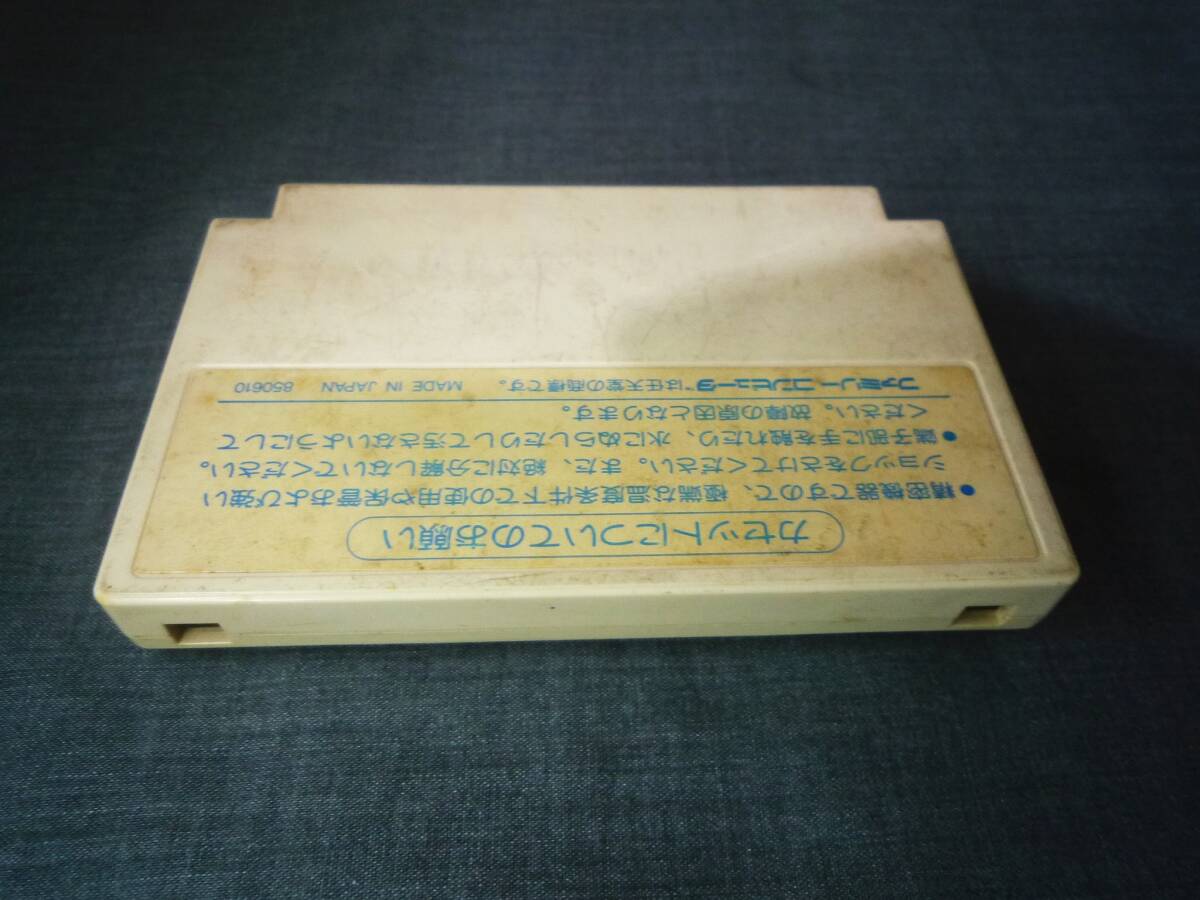 カセットについてのお願い
●精密機器ですので、極端な温度条件下での使用や保管および強い
ショックをさけてください。また、絶対に分解しないでください。
●端子部に手を触れたり、水にぬらしたりして汚さないようにして
ください。故障の原因となります。
ファミリーコンピュータ"は任天堂の商標です。 MADE IN JAPAN 850610